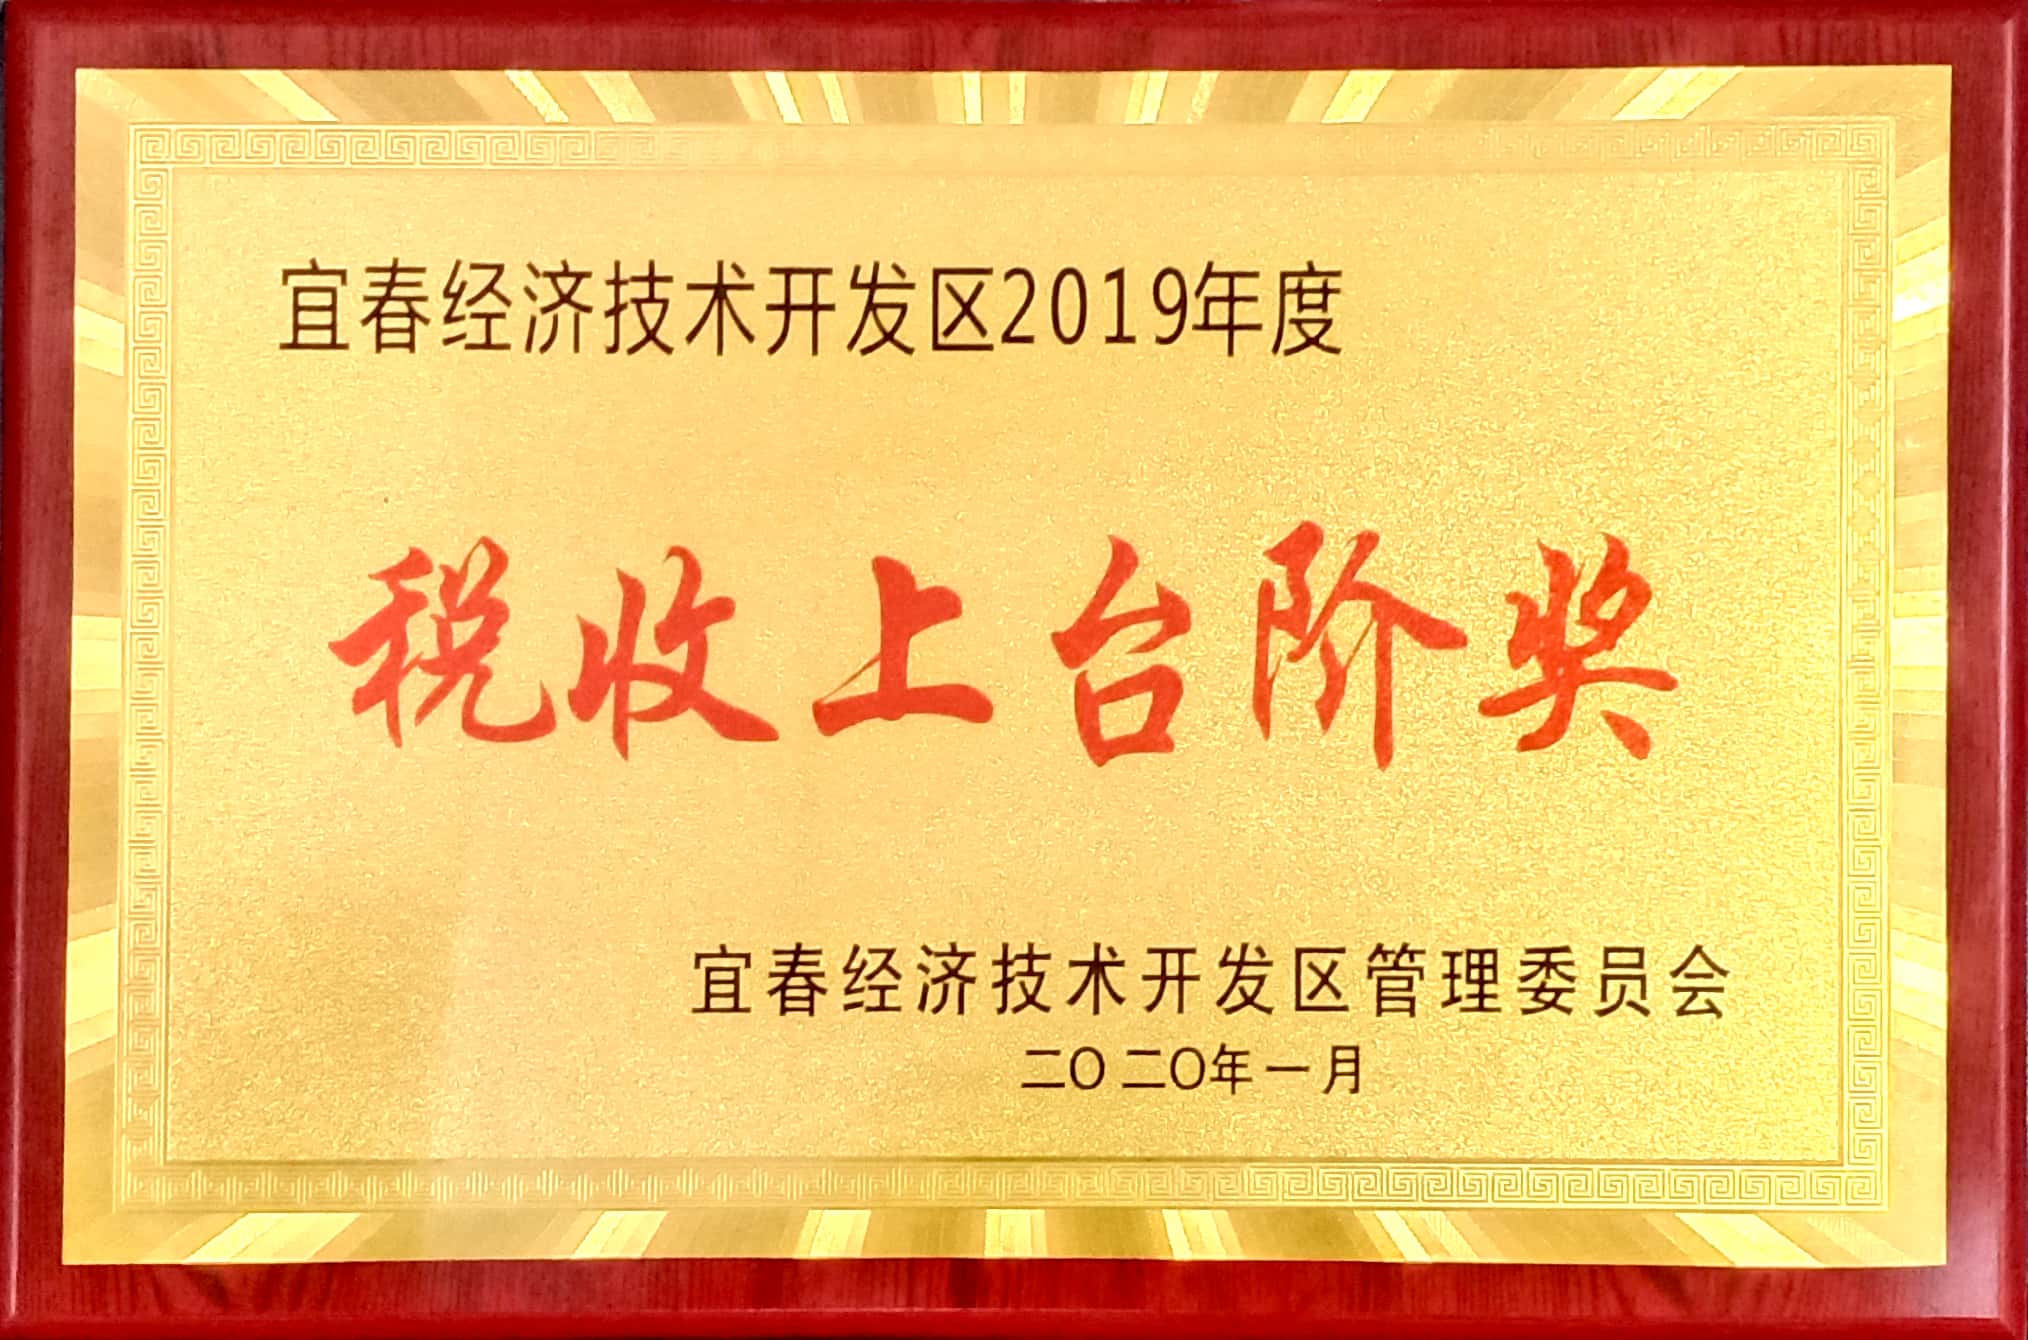 宜春经济技术开发区2019年度
税收上台阶奖
宜春经济技术开发区管理委员会
二〇二〇年一月